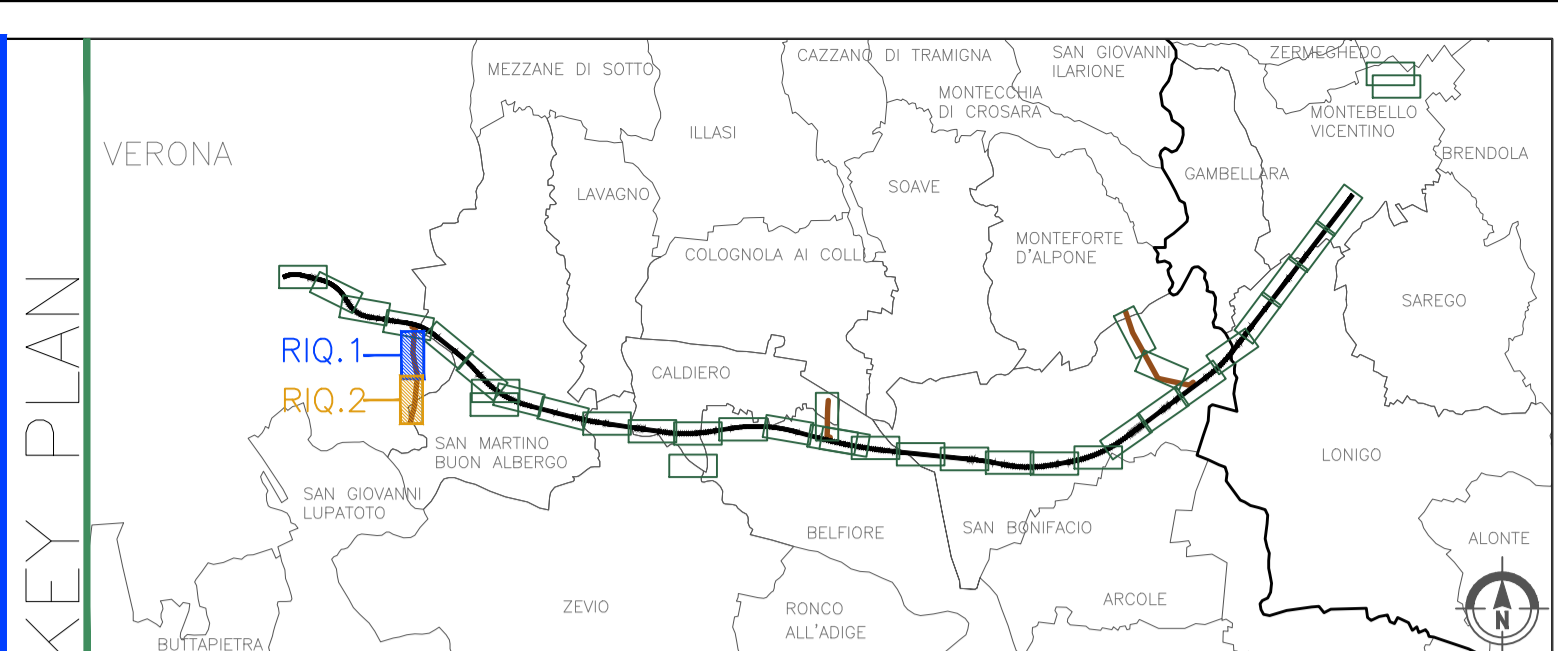 KEY PLAN
ZERMEGHEDO
CAZZANO DI TRAMIGNA
SAN GIOVANNI
ILARIONE
MEZZANE DI SOTTO
MONTECCHIA
DI CROSARA
MONTEBELLO
VICENTINO
ILLASI
VERONA
BRENDOLA
GAMBELLARA
SOAVE
LAVAGNO
MONTEFORTE
D'ALPONE
COLOGNOLA AI COLLI
SAREGO
RIQ.1
CALDIERO
RIQ.2
SAN MARTINO
BUON ALBERGO
LONIGO
SAN GIOVANNI
LUPATOTO
BELFIORE
SAN BONIFACIO
ALONTE
ZEVIO
RONCO
ALL'ADIGE
ARCOLE
N
BUTTAPIETRA